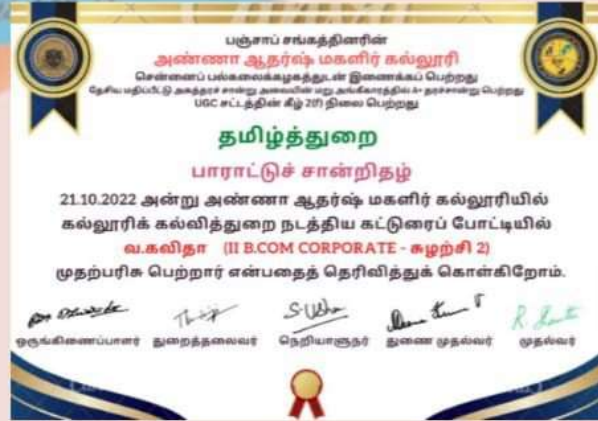 பஞ்சாப் சங்கத்தினரின்
அண்ணா ஆதர்ஷ் மகளிர் கல்லூரி
சென்னைப் பல்கலைக்கழகத்துடன் இணைக்கப் பெற்றது
தேசிய மதிப்பீட்டு அகத்தரச் சான்று அவையின் மறு அங்கீகாரத்தில் A+ தரச்சான்று பெற்றது
UGC சட்டத்தின் கீழ் 2(f) நிலை பெற்றது
தமிழ்த்துறை
பாராட்டுச் சான்றிதழ்
21.10.2022 அன்று அண்ணா ஆதர்ஷ் மகளிர் கல்லூரியில்
கல்லூரிக் கல்வித்துறை நடத்திய கட்டுரைப் போட்டியில்
வ.கவிதா (II B.COM CORPORATE - சுழற்சி 2)
முதற்பரிசு பெற்றார் என்பதைத் தெரிவித்துக் கொள்கிறோம்.
S. Usha
ஒருங்கிணைப்பாளர் துறைத்தலைவர் நெறியாளுநர் துணை முதல்வர் முதல்வர்